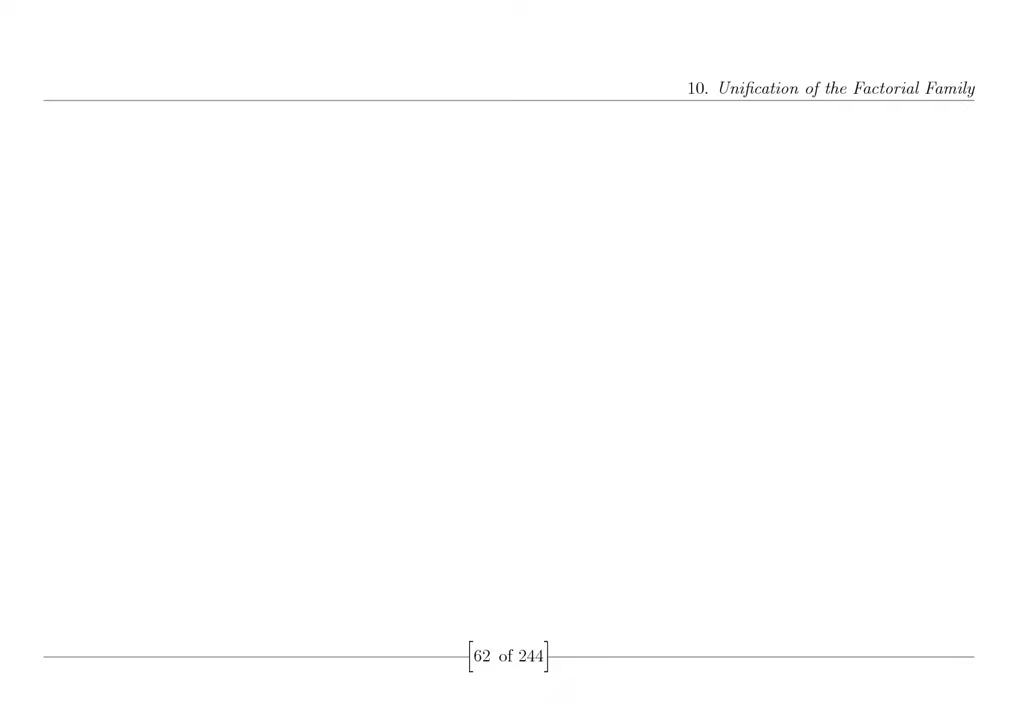 10. Unification of the Factorial Family
62 of 244